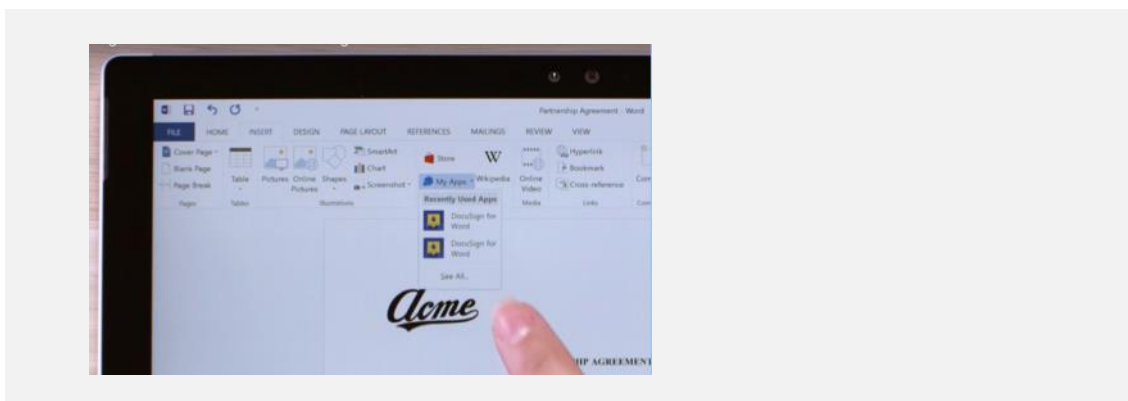 Partnership Agreement Word
FILE HOME INSERT DESIGN PAGE LAYOUT REFERENCES MAILINGS REVIEW VIEW
Cover Page
Blank Page
Page Break
Pages
Table
Tables
Pictures
Online Pictures
Shapes
SmartArt
Chart
Screenshot
Illustrations
Store
My Apps
W
Wikipedia
Recently Used Apps
DocuSign for
Word
DocuSign for
Word
See All...
Online
Video
Media
Hyperlink
Bookmark
Cross-reference
Links
Acme
HIP AGREEMENT